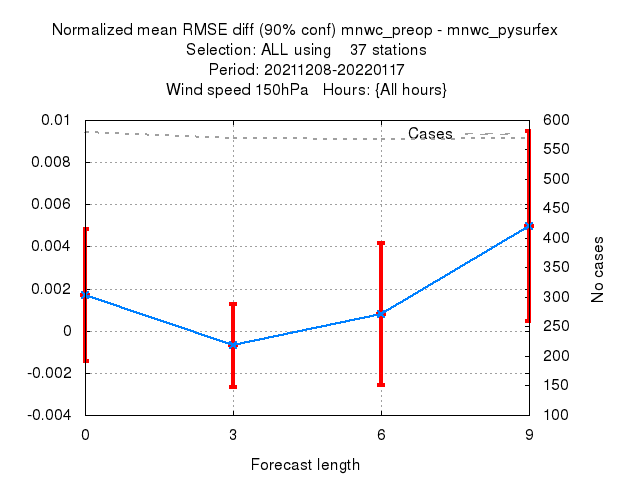 Normalized mean RMSE diff (90% conf) mnwc_preop - mnwc_pysurfex
Selection: ALL using    37 stations
Period: 20211208-20220117
Wind speed 150hPa   Hours: {All hours}
0.01
0.008
0.006
0.004
0.002
0
-0.002
-0.004
Cases
600
550
500
450
400
350
300
250
200
150
100
No cases
0 3 6 9
Forecast length